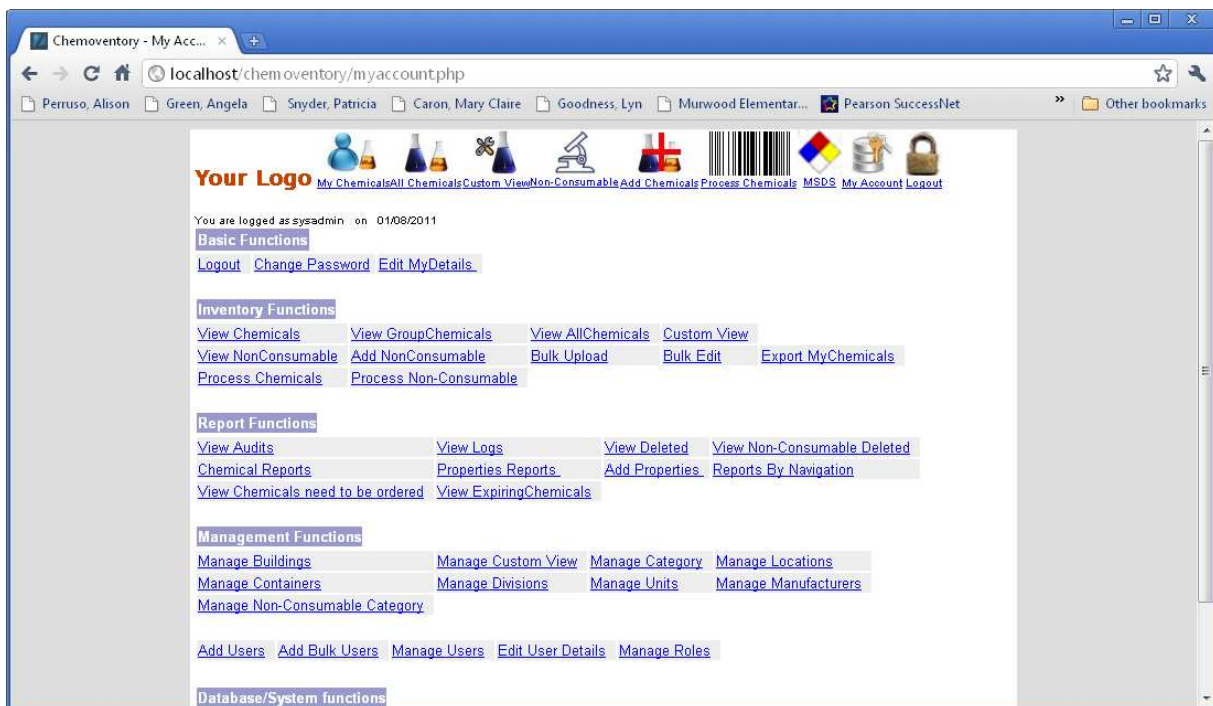 Chemoventory - My Acc...
localhost/chemoventory/myaccount.php
Perruso, Alison Green, Angela Snyder, Patricia Caron, Mary Claire Goodness, Lyn Murwood Elementar... Pearson SuccessNet » Other bookmarks
Your Logo My Chemicals All Chemicals Custom View Non-Consumable Add Chemicals Process Chemicals MSDS My Account Logout
You are logged as sysadmin on 01/08/2011
Basic Functions
Logout Change Password Edit MyDetails
Inventory Functions
View Chemicals View GroupChemicals View AllChemicals Custom View
View NonConsumable Add NonConsumable Bulk Upload Bulk Edit Export MyChemicals
Process Chemicals Process Non-Consumable
Report Functions
View Audits View Logs View Deleted View Non-Consumable Deleted
Chemical Reports Properties Reports Add Properties Reports By Navigation
View Chemicals need to be ordered View ExpiringChemicals
Management Functions
Manage Buildings Manage Custom View Manage Category Manage Locations
Manage Containers Manage Divisions Manage Units Manage Manufacturers
Manage Non-Consumable Category
Add Users Add Bulk Users Manage Users Edit User Details Manage Roles
Database/System functions